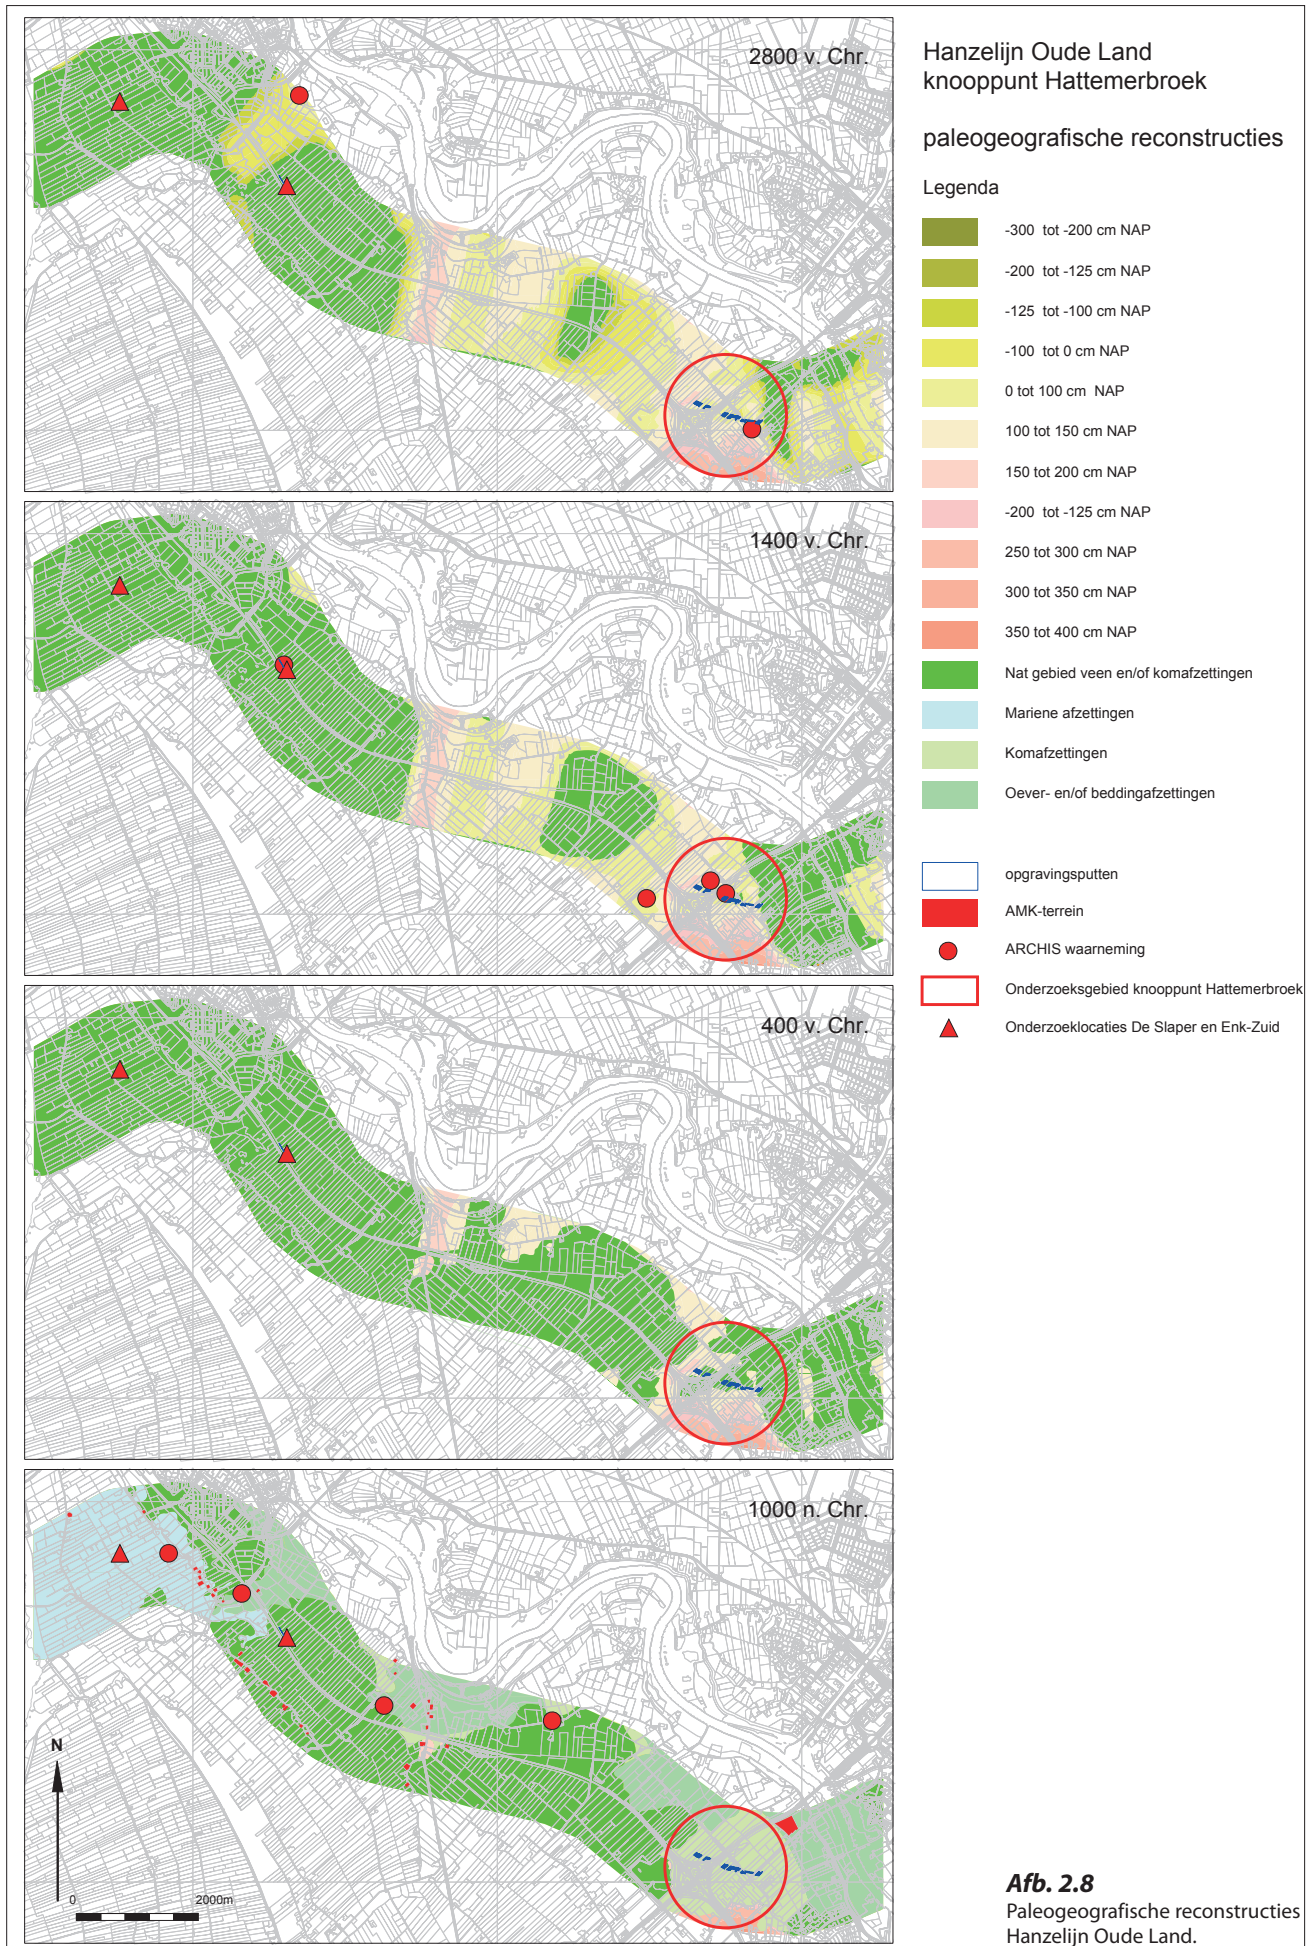 2800 v. Chr.
1400 v. Chr.
400 v. Chr.
1000 n. Chr.
N
0
2000m
Hanzelijn Oude Land
knooppunt Hattemerbroek
paleogeografische reconstructies
Legenda
-300 tot -200 cm NAP
-200 tot -125 cm NAP
-125 tot -100 cm NAP
-100 tot 0 cm NAP
0 tot 100 cm NAP
100 tot 150 cm NAP
150 tot 200 cm NAP
-200 tot -125 cm NAP
250 tot 300 cm NAP
300 tot 350 cm NAP
350 tot 400 cm NAP
Nat gebied veen en/of komafzettingen
Mariene afzettingen
Komafzettingen
Oever- en/of beddingafzettingen
opgravingsputten
AMK-terrein
ARCHIS waarneming
Onderzoeksgebied knooppunt Hattemerbroek
Onderzoeklocaties De Slaper en Enk-Zuid
Afb. 2.8
Paleogeografische reconstructies
Hanzelijn Oude Land.